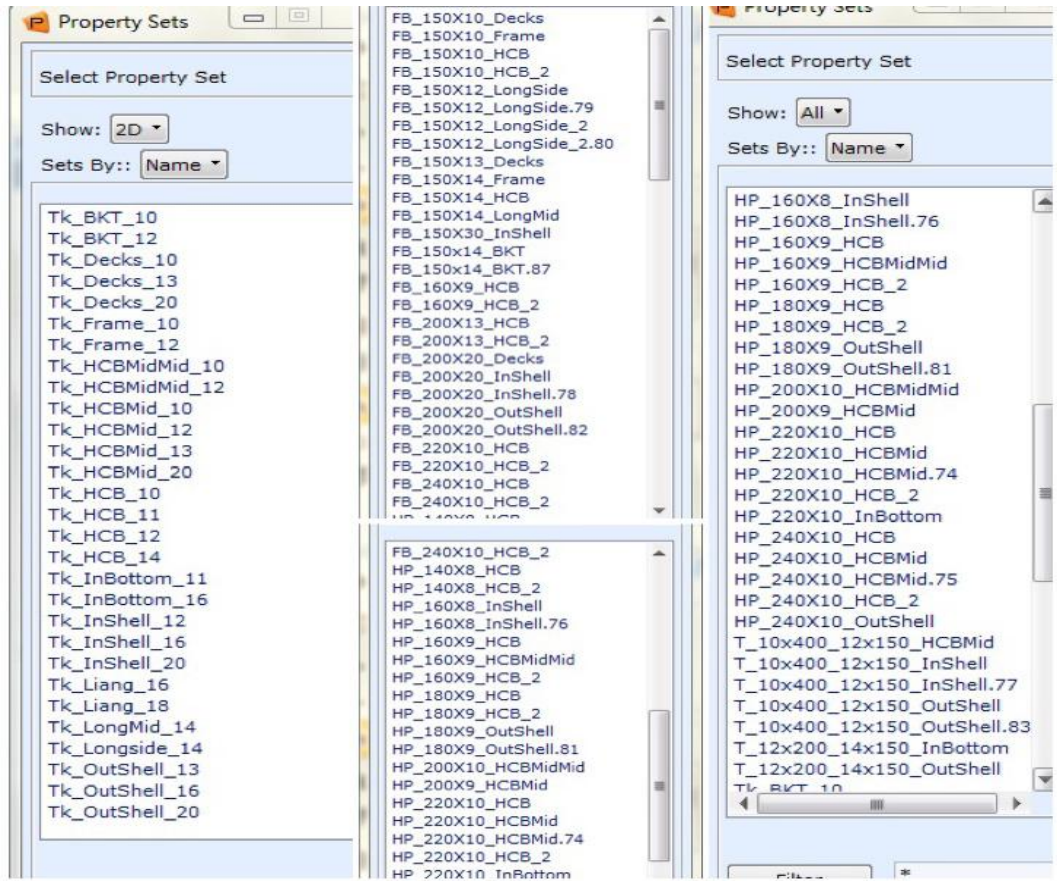 Property Sets
Select Property Set
Show: 2D
Sets By:: Name
Tk_BKT_10
Tk_BKT_12
Tk_Decks_10
Tk_Decks_13
Tk_Decks_20
Tk_Frame_10
Tk_Frame_12
Tk_HCBMidMid_10
Tk_HCBMidMid_12
Tk_HCBMid_10
Tk_HCBMid_12
Tk_HCBMid_13
Tk_HCBMid_20
Tk_HCB_10
Tk_HCB_11
Tk_HCB_12
Tk_HCB_14
Tk_InBottom_11
Tk_InBottom_16
Tk_InShell_12
Tk_InShell_16
Tk_InShell_20
Tk_Liang_16
Tk_Liang_18
Tk_LongMid_14
Tk_Longside_14
Tk_OutShell_13
Tk_OutShell_16
Tk_OutShell_20
FB_150X10_Decks
FB_150X10_Frame
FB_150X10_HCB
FB_150X10_HCB_2
FB_150X12_LongSide
FB_150X12_LongSide.79
FB_150X12_LongSide_2
FB_150X12_LongSide_2.80
FB_150X13_Decks
FB_150X14_Frame
FB_150X14_HCB
FB_150X14_LongMid
FB_150X30_InShell
FB_150x14_BKT
FB_150x14_BKT.87
FB_160X9_HCB
FB_160X9_HCB_2
FB_200X13_HCB
FB_200X13_HCB_2
FB_200X20_Decks
FB_200X20_InShell
FB_200X20_InShell.78
FB_200X20_OutShell
FB_200X20_OutShell.82
FB_220X10_HCB
FB_220X10_HCB_2
FB_240X10_HCB
FB_240X10_HCB_2
HP_140X8_HCB
FB_240X10_HCB_2
HP_140X8_HCB
HP_140X8_HCB_2
HP_160X8_InShell
HP_160X8_InShell.76
HP_160X9_HCB
HP_160X9_HCBMidMid
HP_160X9_HCB_2
HP_180X9_HCB
HP_180X9_HCB_2
HP_180X9_OutShell
HP_180X9_OutShell.81
HP_200X10_HCBMidMid
HP_200X9_HCBMid
HP_220X10_HCB
HP_220X10_HCBMid
HP_220X10_HCBMid.74
HP_220X10_HCB_2
HP_220X10_InBottom
Property Sets
Select Property Set
Show: All
Sets By:: Name
HP_160X8_InShell
HP_160X8_InShell.76
HP_160X9_HCB
HP_160X9_HCBMidMid
HP_160X9_HCB_2
HP_180X9_HCB
HP_180X9_HCB_2
HP_180X9_OutShell
HP_180X9_OutShell.81
HP_200X10_HCBMidMid
HP_200X9_HCBMid
HP_220X10_HCB
HP_220X10_HCBMid
HP_220X10_HCBMid.74
HP_220X10_HCB_2
HP_220X10_InBottom
HP_240X10_HCB
HP_240X10_HCBMid
HP_240X10_HCBMid.75
HP_240X10_HCB_2
HP_240X10_OutShell
T_10x400_12x150_HCBMid
T_10x400_12x150_InShell
T_10x400_12x150_InShell.77
T_10x400_12x150_OutShell
T_10x400_12x150_OutShell.83
T_12x200_14x150_InBottom
T_12x200_14x150_OutShell
Tk_BKT_10
Filter *